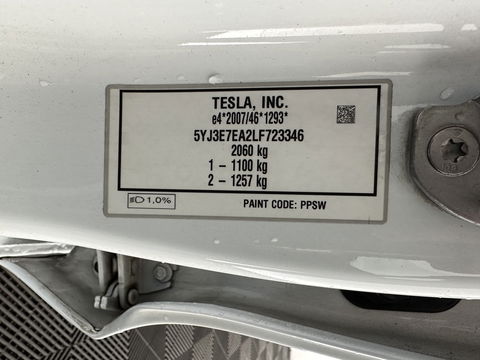 TESLA, INC.
e4*2007/46*1293*
5YJ3E7EA2LF723346
2060 kg
1 - 1100 kg
2 - 1257 kg
1,0%
PAINT CODE: PPSW